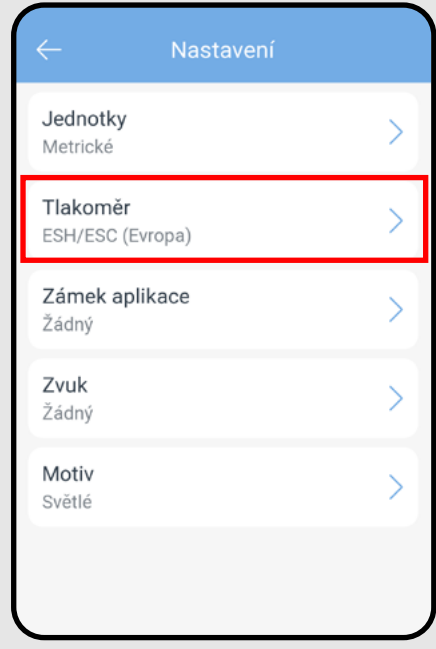 Nastavení
Jednotky
Metrické
Tlakoměr
ESH/ESC (Evropa)
Zámek aplikace
Žádný
Zvuk
Žádný
Motiv
Světlé